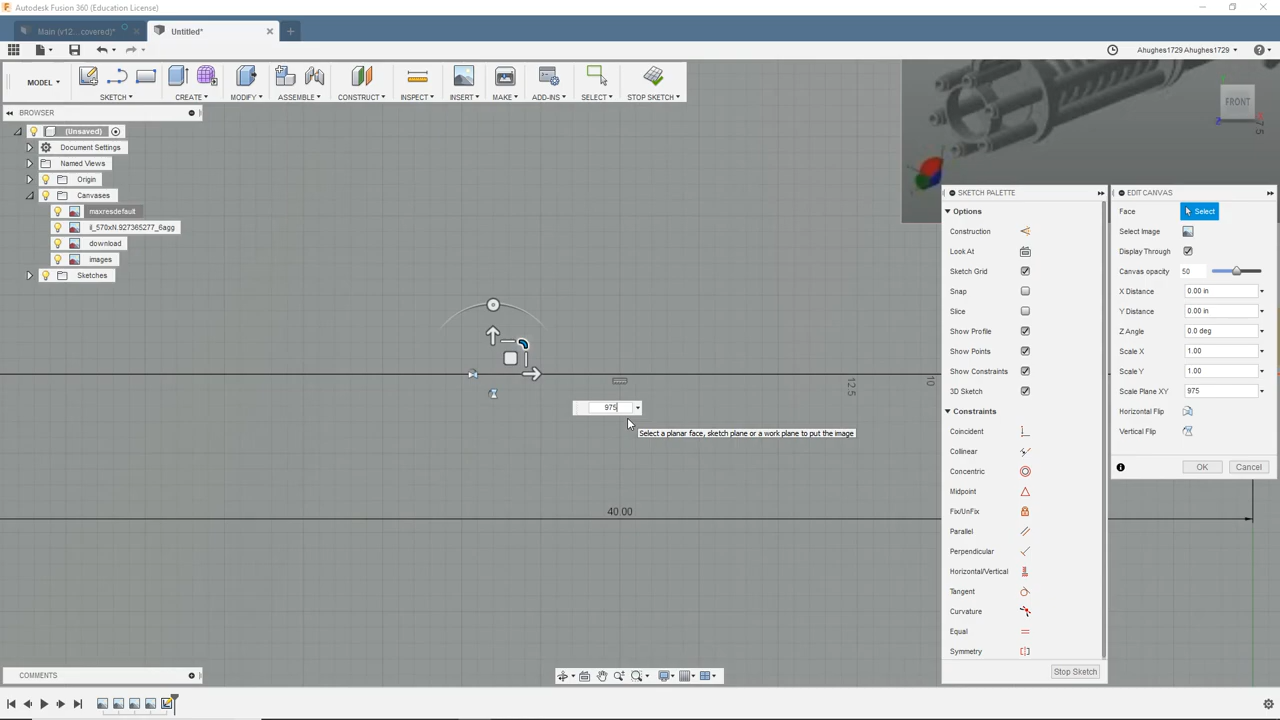 Autodesk Fusion 360 (Education License)
Main (v12...covered)*
Untitled*
Ahughes1729 Ahughes1729
MODEL
SKETCH
CREATE
MODIFY
ASSEMBLE
CONSTRUCT
INSPECT
INSERT
MAKE
ADD-INS
SELECT
STOP SKETCH
BROWSER
(Unsaved)
Document Settings
Named Views
Origin
Canvases
maxresdefault
il_570xN.927365277_6agg
download
images
Sketches
FRONT
Z
7.5
12.5
10
975
Select a planar face, sketch plane or a work plane to put the image
40.00
SKETCH PALETTE
Options
Construction
Look At
Sketch Grid
Snap
Slice
Show Profile
Show Points
Show Constraints
3D Sketch
Constraints
Coincident
Collinear
Concentric
Midpoint
Fix/UnFix
Parallel
Perpendicular
Horizontal/Vertical
Tangent
Curvature
Equal
Symmetry
Stop Sketch
EDIT CANVAS
Face Select
Select Image
Display Through
Canvas opacity 50
X Distance 0.00 in
Y Distance 0.00 in
Z Angle 0.0 deg
Scale X 1.00
Scale Y 1.00
Scale Plane XY 975
Horizontal Flip
Vertical Flip
OK Cancel
COMMENTS